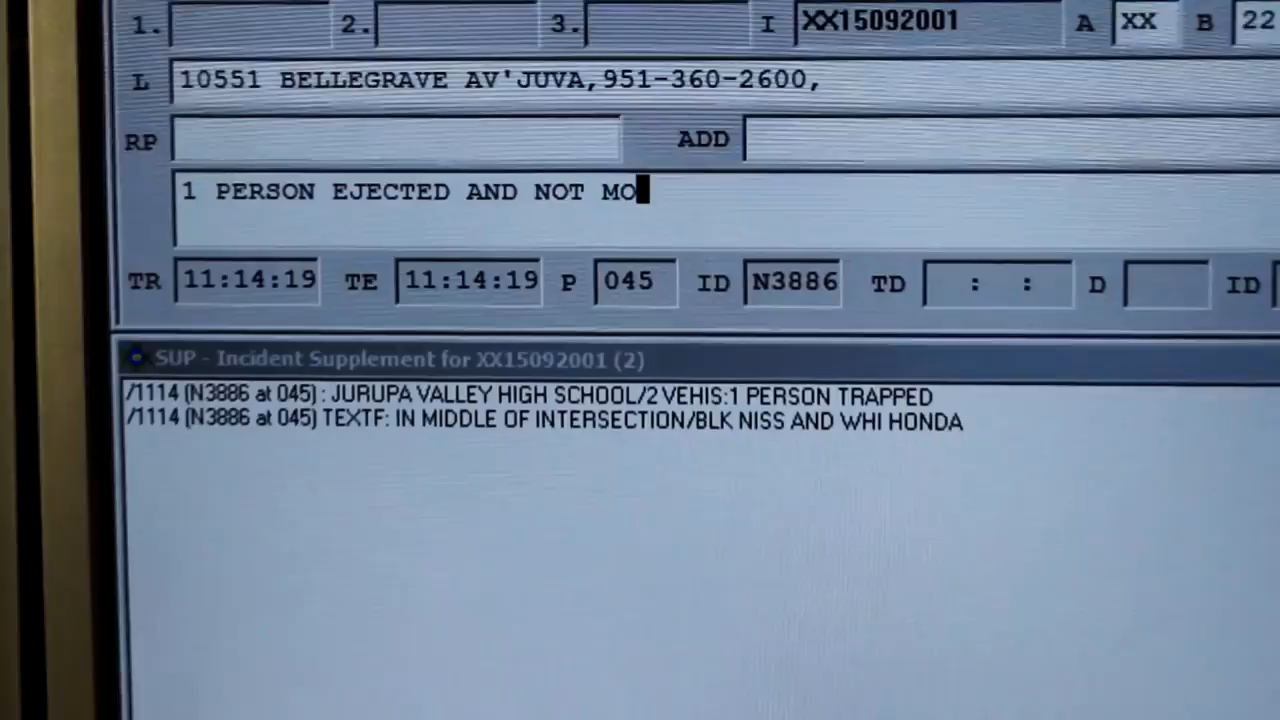 1. 2. 3. I XX15092001 A XX B 22
L 10551 BELLEGRAVE AV'JUVA,951-360-2600,
RP ADD
1 PERSON EJECTED AND NOT MO
TR 11:14:19 TE 11:14:19 P 045 ID N3886 TD : : D ID
SUP - Incident Supplement for XX15092001 (2)
/1114 (N3886 at 045) : JURUPA VALLEY HIGH SCHOOL/2 VEHIS:1 PERSON TRAPPED
/1114 (N3886 at 045) TEXTF: IN MIDDLE OF INTERSECTION/BLK NISS AND WHI HONDA